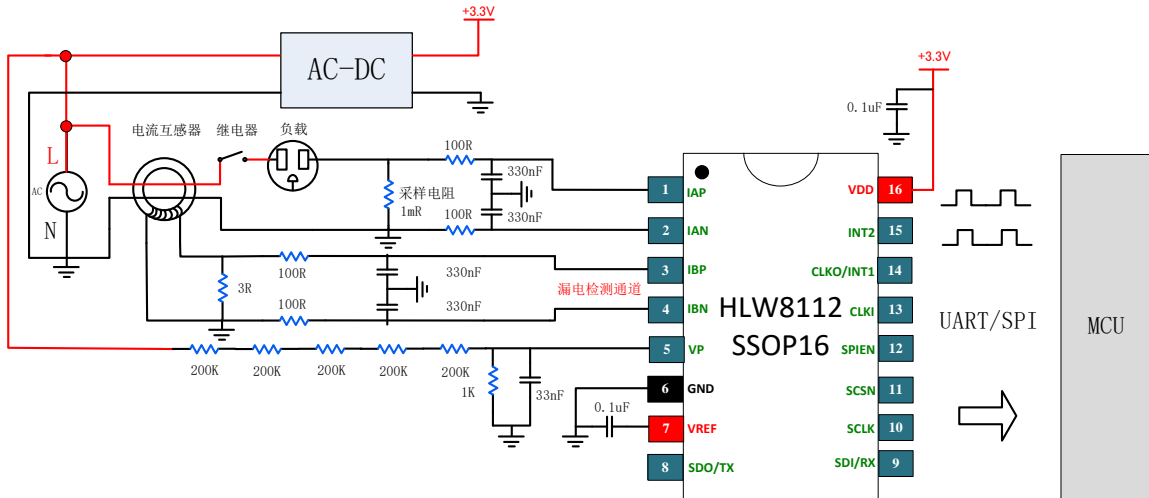 +3.3V
AC-DC
+3.3V
0.1uF
电流互感器
继电器
负载
L
AC
N
100R
330nF
采样电阻
1mR
330nF
100R
100R
330nF
3R
漏电检测通道
100R
330nF
200K
200K
200K
200K
200K
1K
33nF
0.1uF
1
IAP
2
IAN
3
IBP
4
IBN
5
VP
6
GND
7
VREF
8
SDO/TX
HLW8112
SSOP16
VDD
16
INT2
15
CLKO/INT1
14
CLKI
13
SPIEN
12
SCSN
11
SCLK
10
SDI/RX
9
UART/SPI
MCU